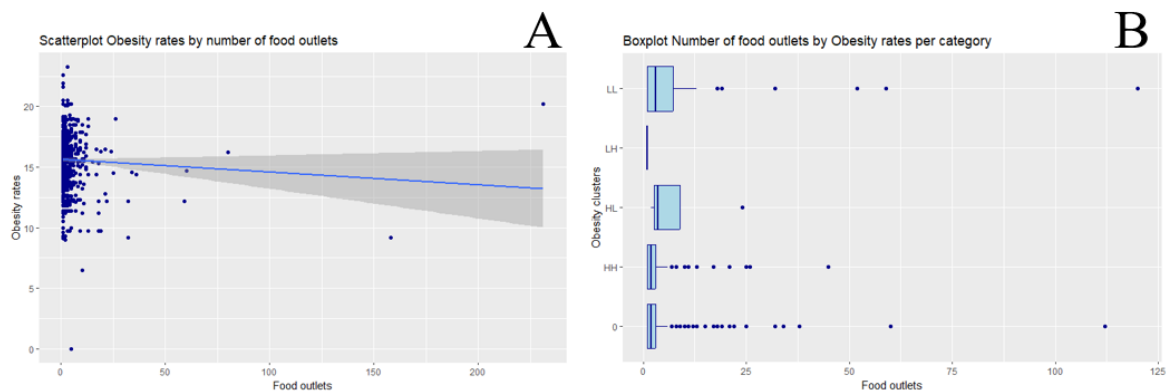 A
Scatterplot Obesity rates by number of food outlets
Obesity rates
20
15
10
5
0
0
50
100
150
200
Food outlets
B
Boxplot Number of food outlets by Obesity rates per category
Obesity clusters
LL
LH
HL
HH
0
0
25
50
75
100
125
Food outlets